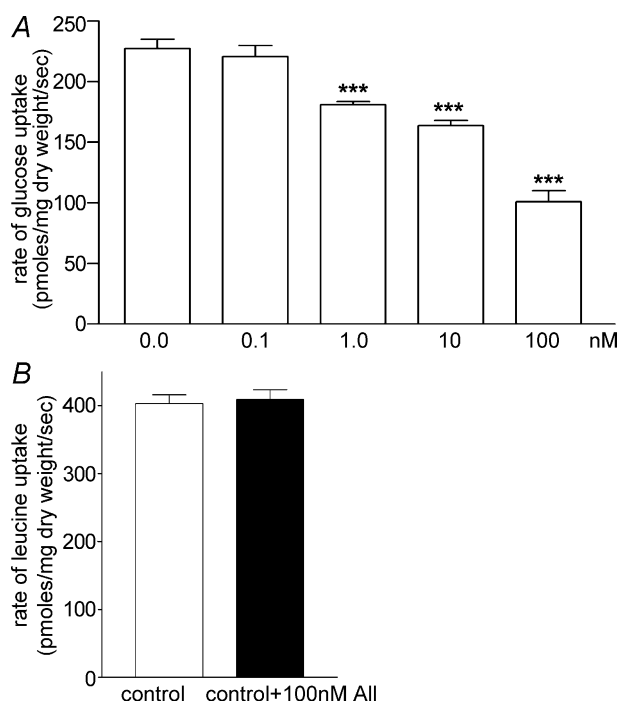 A
rate of glucose uptake
(pmoles/mg dry weight/sec)
250
200
150
100
50
0
***
***
***
0.0 0.1 1.0 10 100 nM
B
rate of leucine uptake
(pmoles/mg dry weight/sec)
400
300
200
100
0
control control+100nM AII